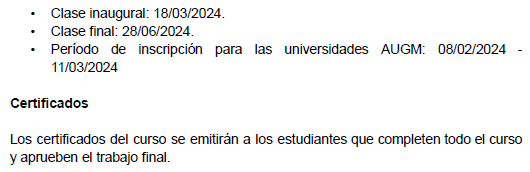 • Clase inaugural: 18/03/2024.
• Clase final: 28/06/2024.
• Período de inscripción para las universidades AUGM: 08/02/2024 -
11/03/2024
Certificados
Los certificados del curso se emitirán a los estudiantes que completen todo el curso
y aprueben el trabajo final.